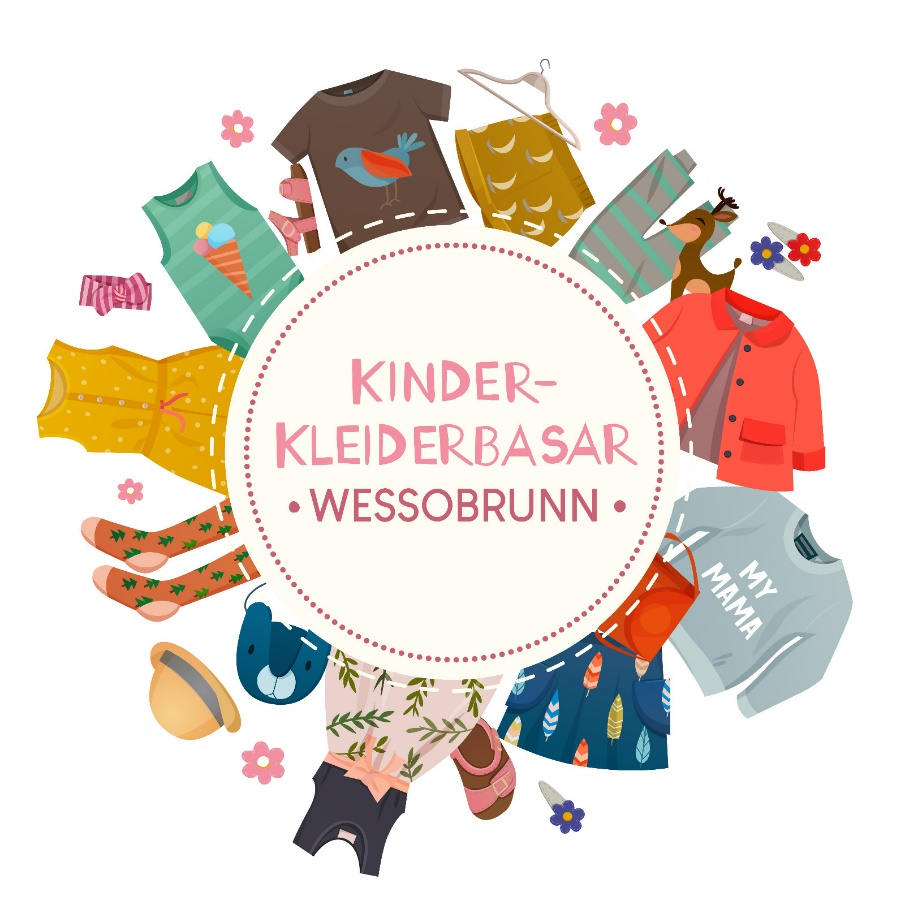 KINDER-
KLEIDERBASAR
• WESSOBRUNN •
MY
MAMA